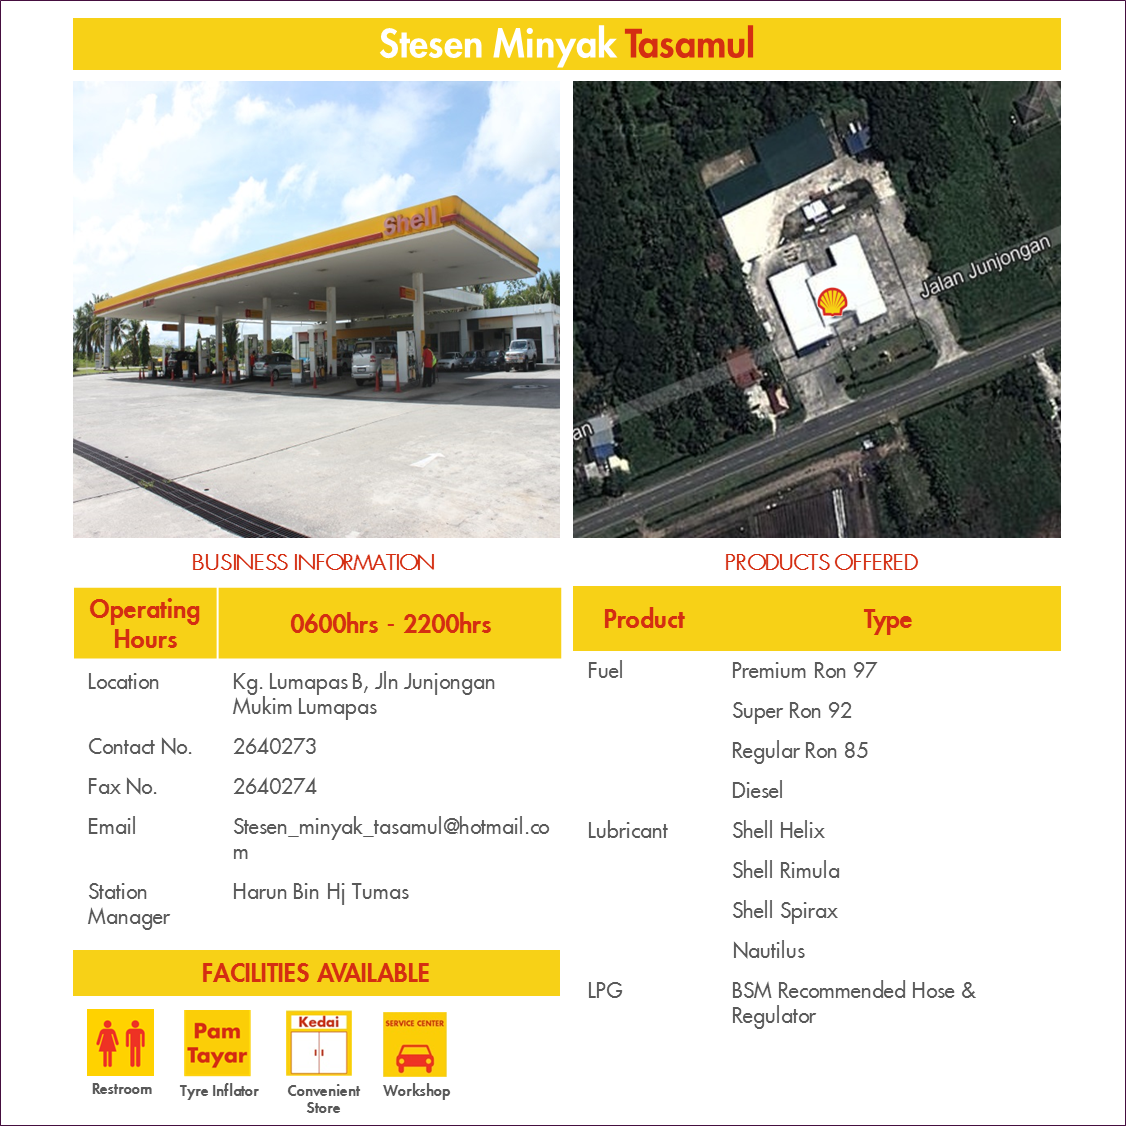 Stesen Minyak Tasamul
Shell
Jalan Junjongan
an
BUSINESS INFORMATION
Operating
Hours
0600hrs - 2200hrs
Location
Kg. Lumapas B, Jln Junjongan
Mukim Lumapas
Contact No.
2640273
Fax No.
2640274
Email
Stesen_minyak_tasamul@hotmail.co
m
Station
Manager
Harun Bin Hj Tumas
PRODUCTS OFFERED
Product
Type
Fuel
Premium Ron 97
Super Ron 92
Regular Ron 85
Diesel
Lubricant
Shell Helix
Shell Rimula
Shell Spirax
Nautilus
LPG
BSM Recommended Hose &
Regulator
FACILITIES AVAILABLE
Restroom
Pam
Tayar
Tyre Inflator
Kedai
Convenient
Store
SERVICE CENTER
Workshop